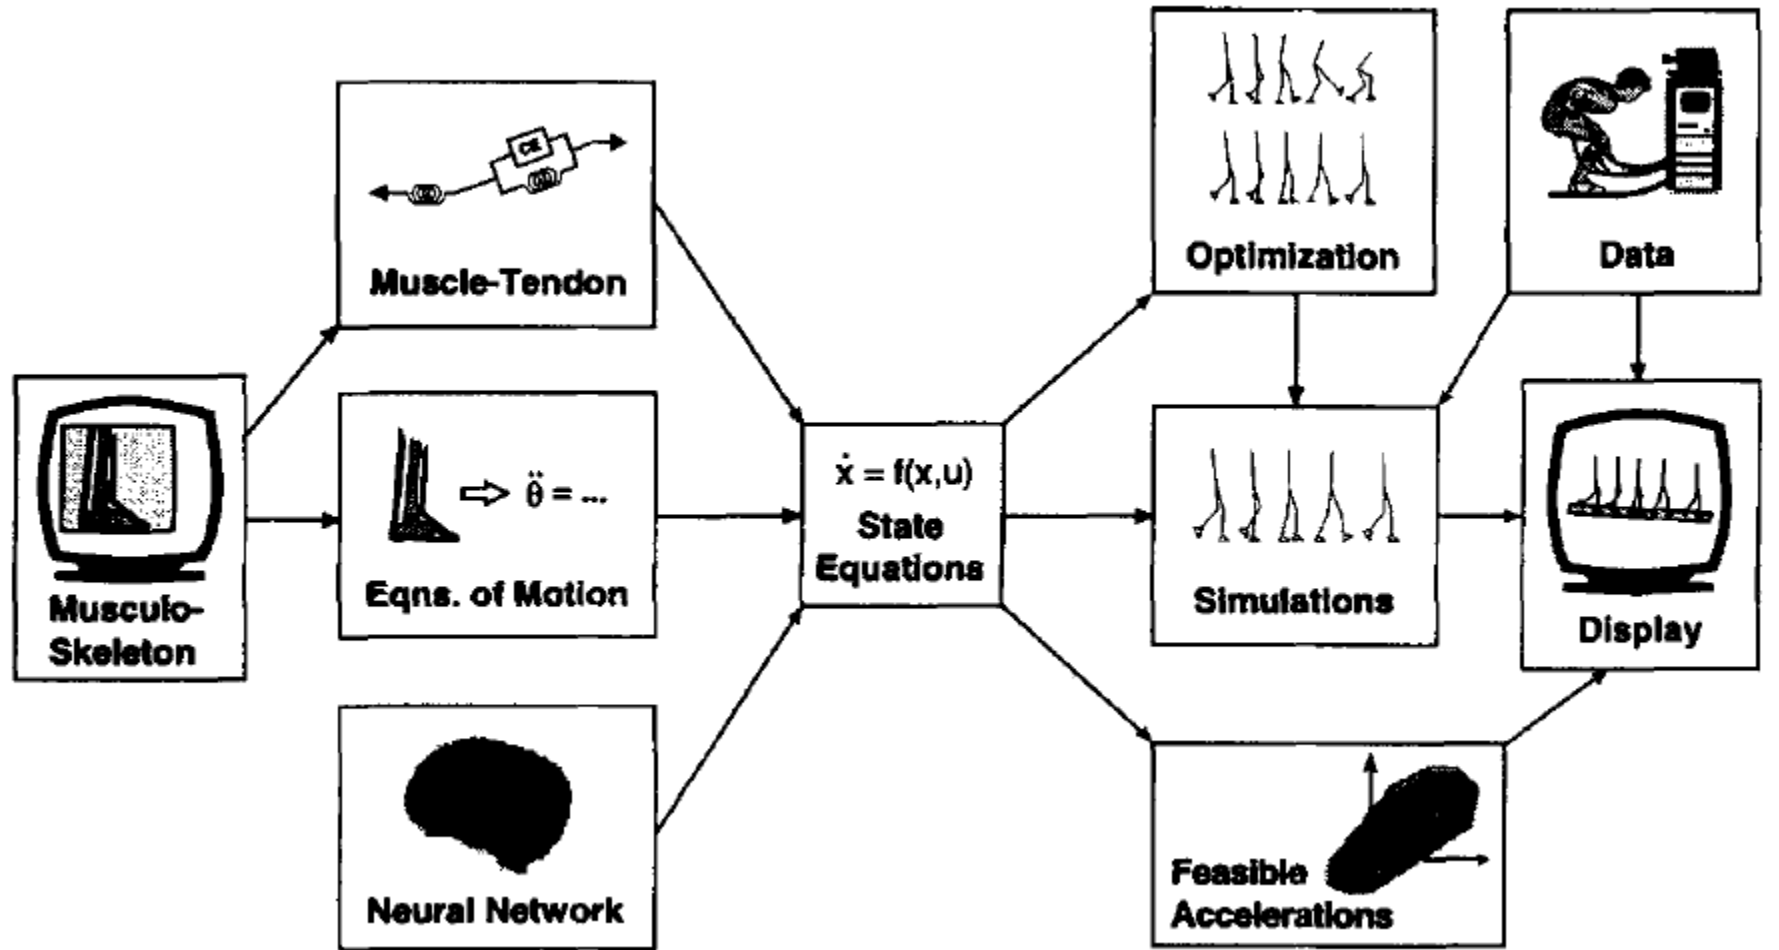 CE
Muscle-Tendon
Optimization
Data
Musculo-
Skeleton
⇨ θ̈ = ...
Eqns. of Motion
ẋ = f(x,u)
State
Equations
Simulations
Display
Neural Network
Feasible
Accelerations